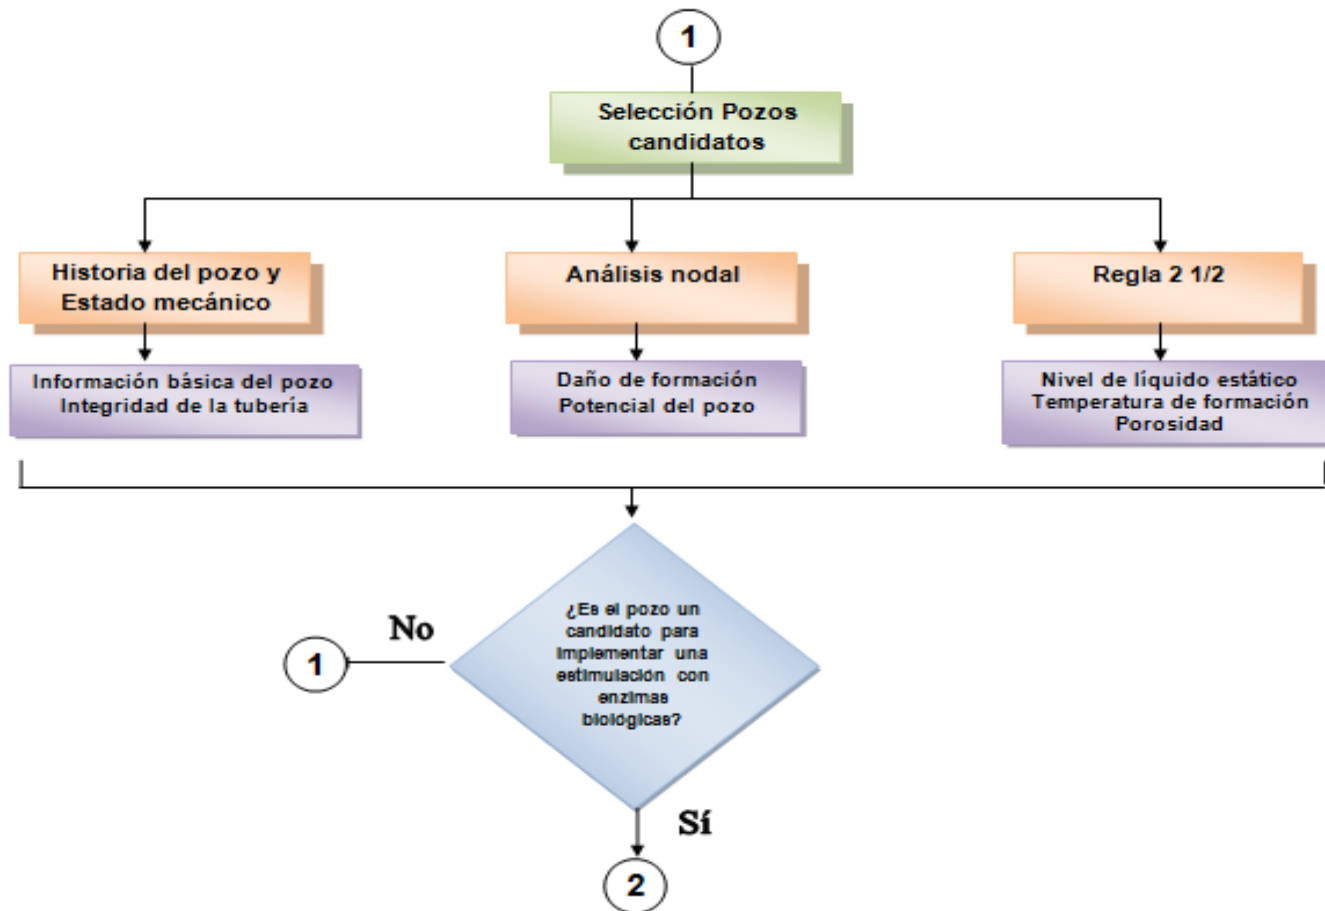 1
Selección Pozos
candidatos
Historia del pozo y
Estado mecánico
Análisis nodal
Regla 2 1/2
Información básica del pozo
Integridad de la tubería
Daño de formación
Potencial del pozo
Nivel de líquido estático
Temperatura de formación
Porosidad
¿Es el pozo un
candidato para
implementar una
estimulación con
enzimas
biológicas?
No
1
Sí
2